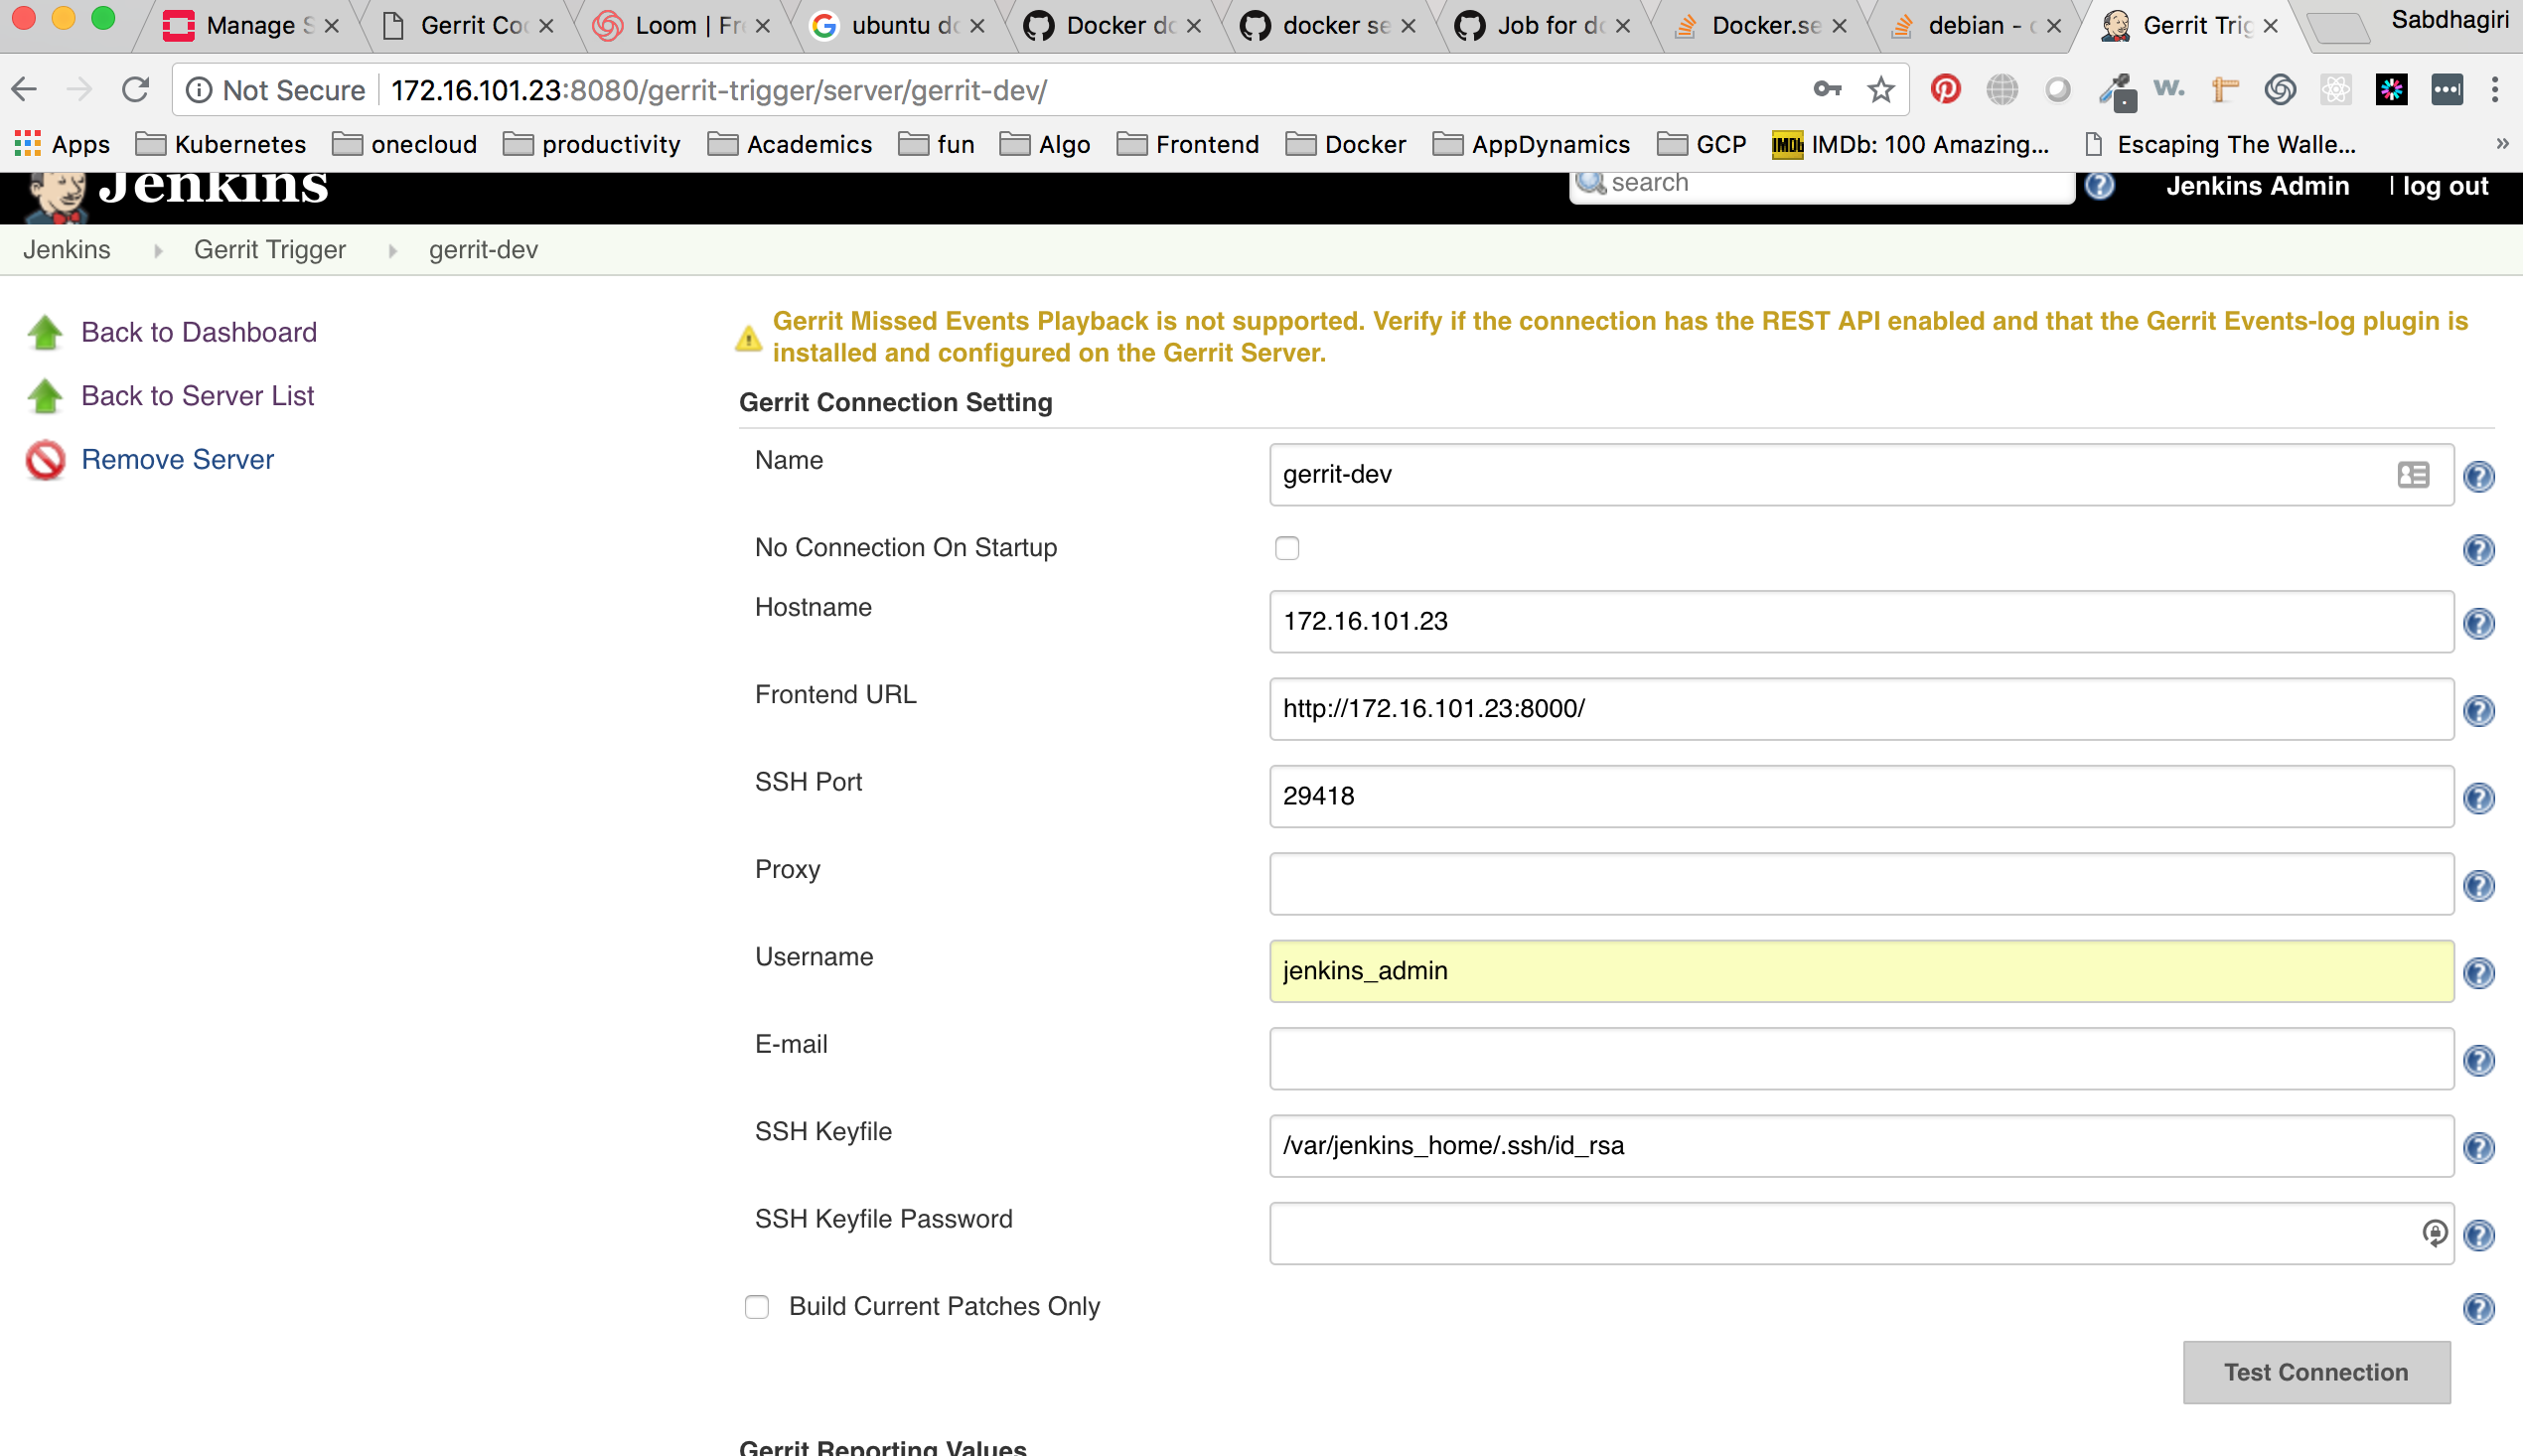 Manage S
Gerrit Co
Loom | Fr
ubuntu d
Docker d
docker se
Job for d
Docker.se
debian -
Gerrit Trig
Sabdhagiri
Not Secure
172.16.101.23:8080/gerrit-trigger/server/gerrit-dev/
w.
Apps
Kubernetes
onecloud
productivity
Academics
fun
Algo
Frontend
Docker
AppDynamics
GCP
IMDb: 100 Amazing...
Escaping The Walle...
»
Jenkins
search
Jenkins Admin
| log out
Jenkins
Gerrit Trigger
gerrit-dev
Back to Dashboard
Back to Server List
Remove Server
Gerrit Missed Events Playback is not supported. Verify if the connection has the REST API enabled and that the Gerrit Events-log plugin is
installed and configured on the Gerrit Server.
Gerrit Connection Setting
Name
gerrit-dev
No Connection On Startup
Hostname
172.16.101.23
Frontend URL
http://172.16.101.23:8000/
SSH Port
29418
Proxy
Username
jenkins_admin
E-mail
SSH Keyfile
/var/jenkins_home/.ssh/id_rsa
SSH Keyfile Password
Build Current Patches Only
Test Connection
Gerrit Reporting Values